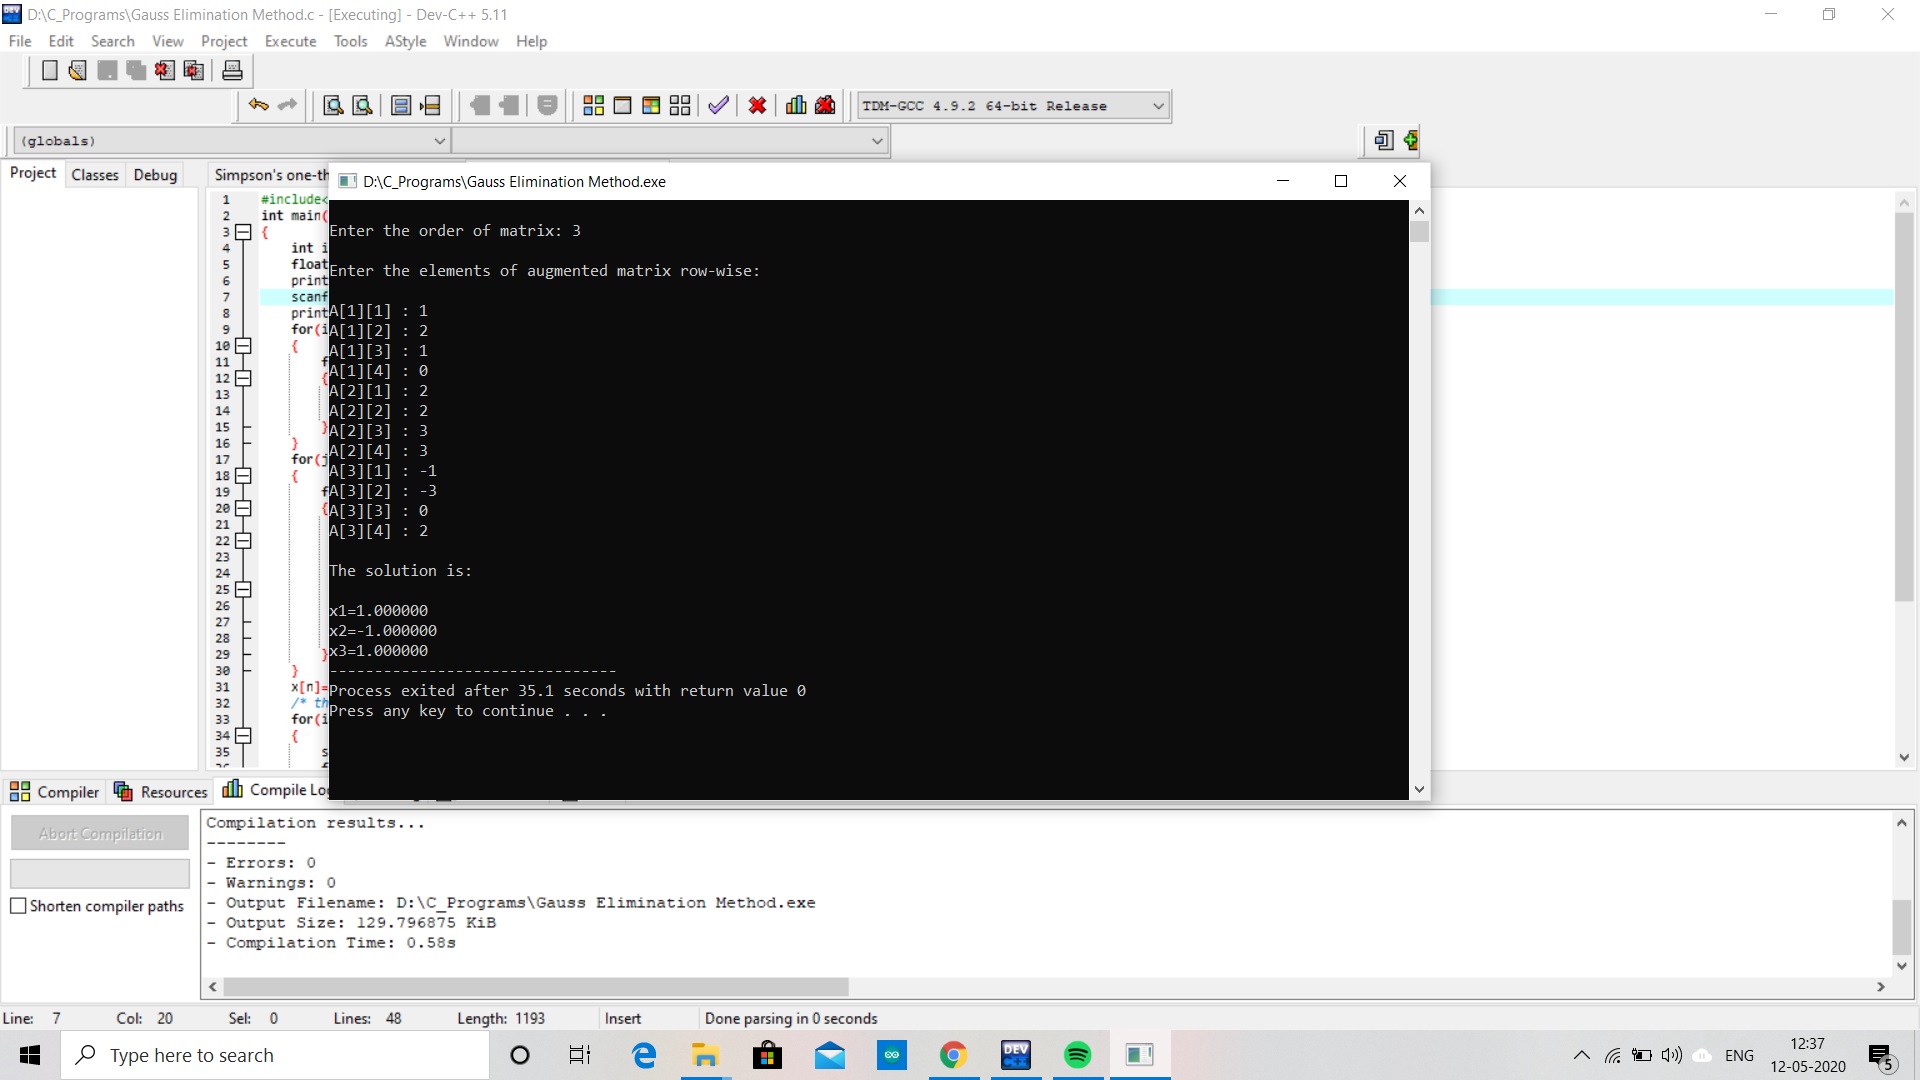 D:\C_Programs\Gauss Elimination Method.c - [Executing] - Dev-C++ 5.11
File Edit Search View Project Execute Tools AStyle Window Help
TDM-GCC 4.9.2 64-bit Release
(globals)
Project Classes Debug
Simpson's one-th
D:\C_Programs\Gauss Elimination Method.exe
1 #include<
2 int main(
3 {
4 int i
5 float
6 print
7 scanf
8 print
9 for(i
10 {
11 f
12 {
13
14
15 }
16 }
17 for(j
18 {
19 f
20 {
21
22
23
24
25
26
27
28
29 }
30 }
31 x[n]=
32 /* th
33 for(i
34 {
35 s
Enter the order of matrix: 3
Enter the elements of augmented matrix row-wise:
A[1][1] : 1
A[1][2] : 2
A[1][3] : 1
A[1][4] : 0
A[2][1] : 2
A[2][2] : 2
A[2][3] : 3
A[2][4] : 3
A[3][1] : -1
A[3][2] : -3
A[3][3] : 0
A[3][4] : 2
The solution is:
x1=1.000000
x2=-1.000000
x3=1.000000
--------------------------------
Process exited after 35.1 seconds with return value 0
Press any key to continue . . .
Compiler Resources Compile Lo
Abort Compilation
Shorten compiler paths
Compilation results...
--------
- Errors: 0
- Warnings: 0
- Output Filename: D:\C_Programs\Gauss Elimination Method.exe
- Output Size: 129.796875 KiB
- Compilation Time: 0.58s
Line: 7 Col: 20 Sel: 0 Lines: 48 Length: 1193 Insert Done parsing in 0 seconds
Type here to search
DEV
ENG
12:37
12-05-2020
5